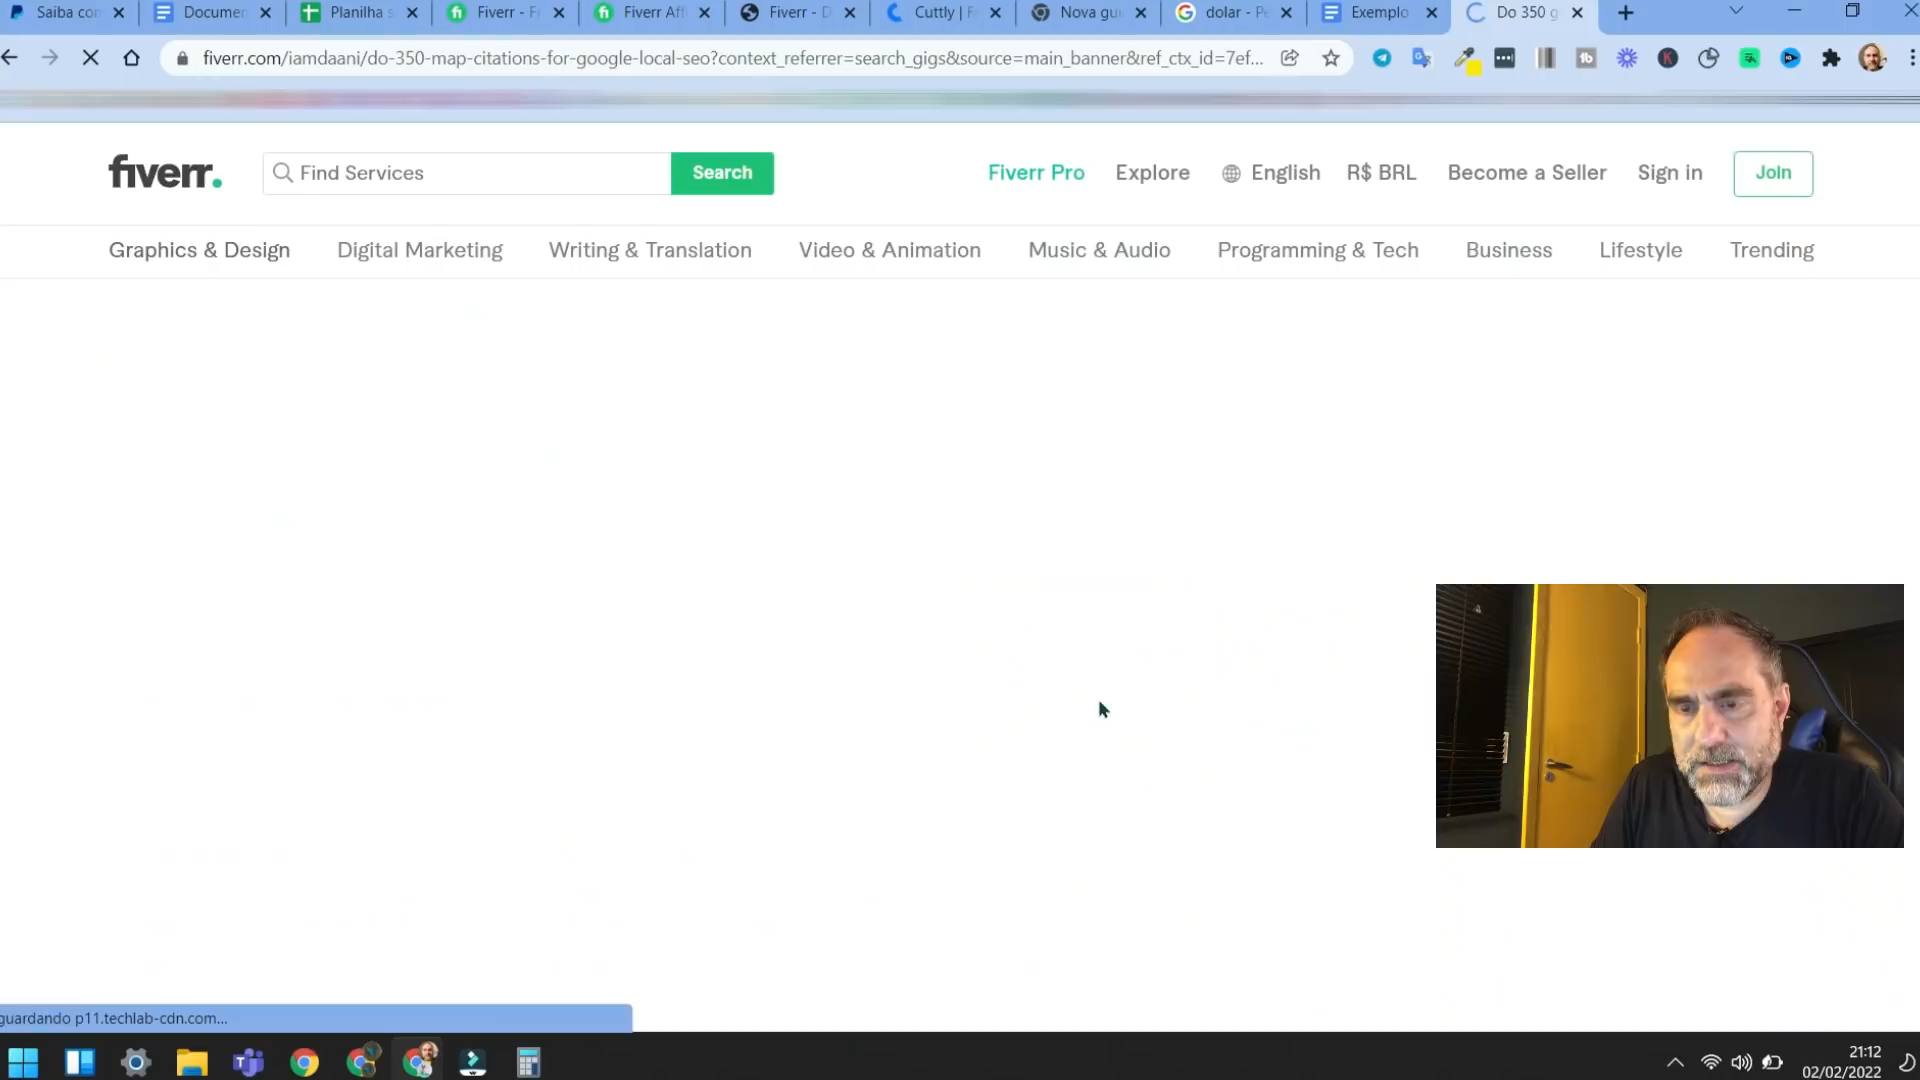 Saiba con
Documen
Planilha s
Fiverr - F
Fiverr Aff
Fiverr - D
Cuttly | F
Nova gui
dolar - Pe
Exemplo
Do 350 g
fiverr.com/iamdaani/do-350-map-citations-for-google-local-seo?context_referrer=search_gigs&source=main_banner&ref_ctx_id=7ef...
fiverr.
Find Services
Search
Fiverr Pro
Explore
English
R$ BRL
Become a Seller
Sign in
Join
Graphics & Design
Digital Marketing
Writing & Translation
Video & Animation
Music & Audio
Programming & Tech
Business
Lifestyle
Trending
guardando p11.techlab-cdn.com...
21:12
02/02/2022